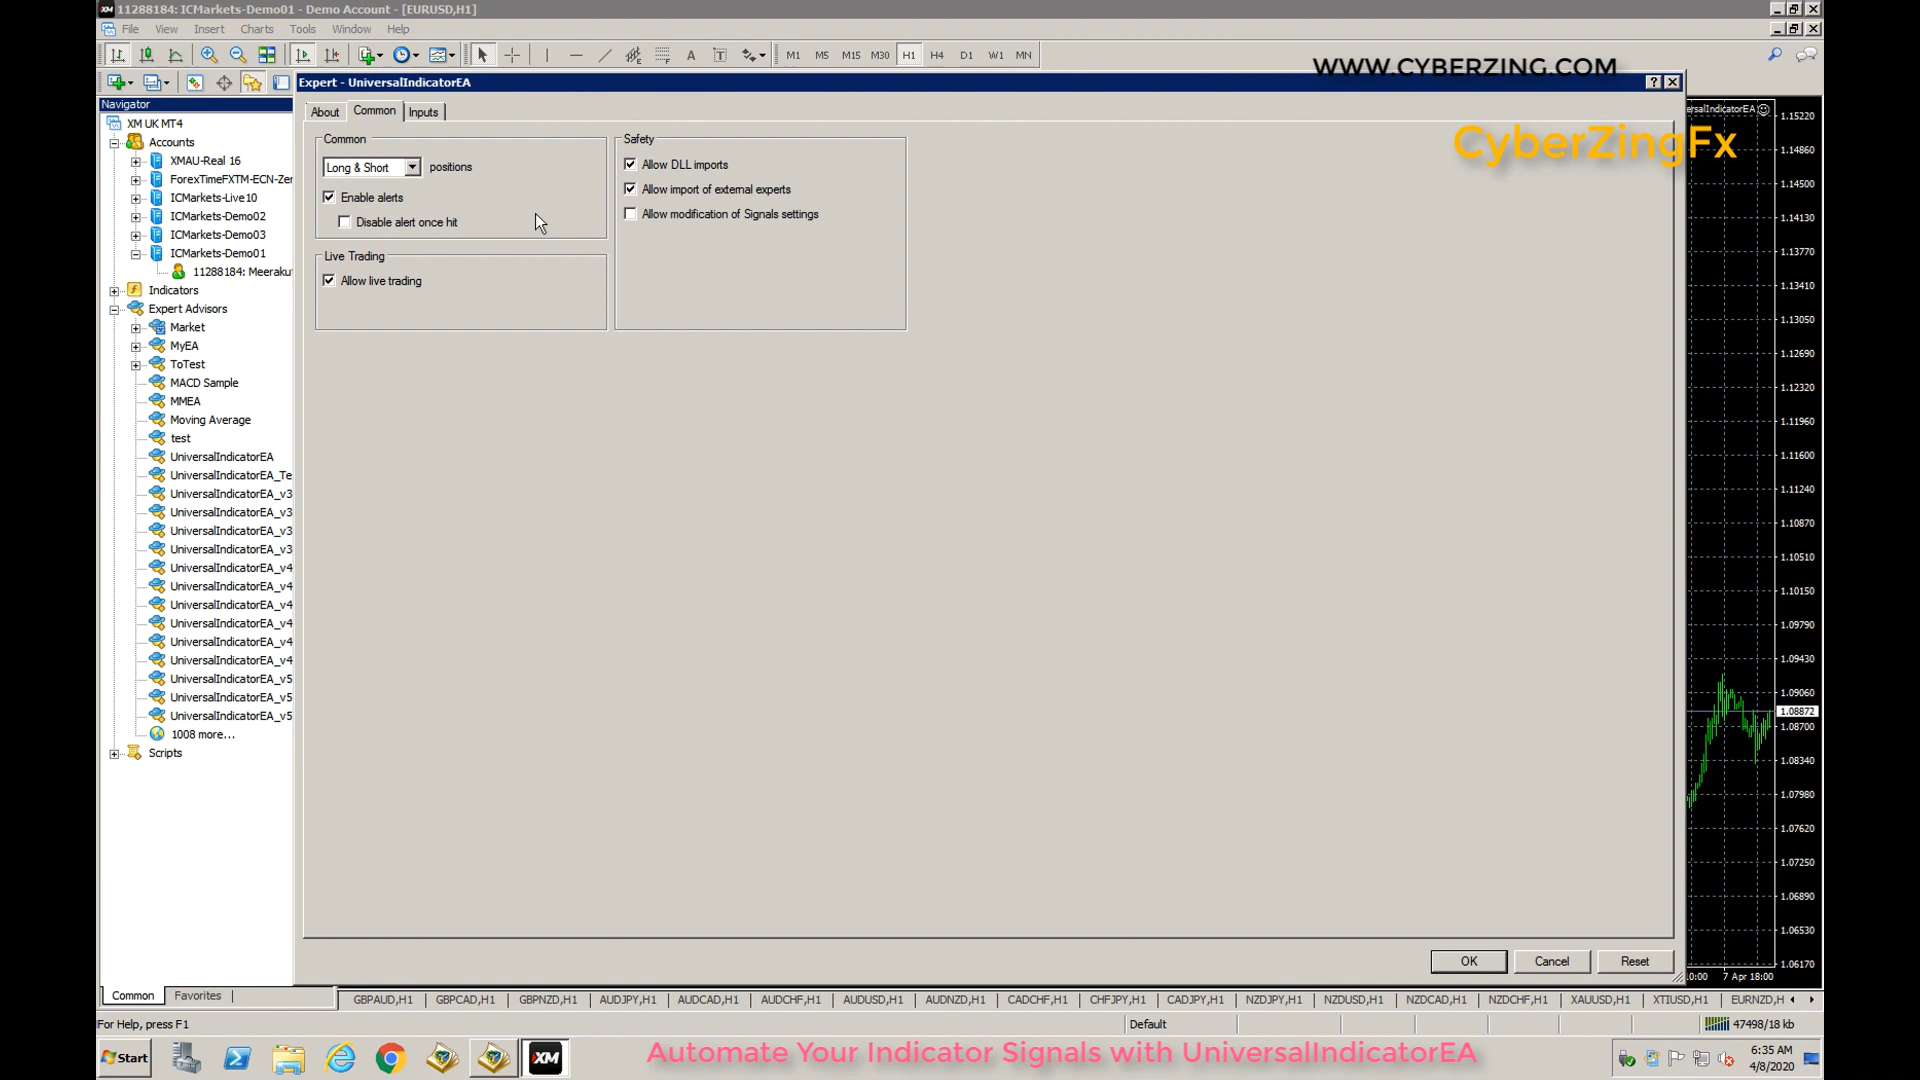 11288184: ICMarkets-Demo01 - Demo Account - [EURUSD,H1]
File View Insert Charts Tools Window Help
M1 M5 M15 M30 H1 H4 D1 W1 MN
WWW.CYBERZING.COM
CyberZingFx
Navigator
XM UK MT4
Accounts
XMAU-Real 16
ForexTimeFXTM-ECN-Zer
ICMarkets-Live10
ICMarkets-Demo02
ICMarkets-Demo03
ICMarkets-Demo01
11288184: Meeraku
Indicators
Expert Advisors
Market
MyEA
ToTest
MACD Sample
MMEA
Moving Average
test
UniversalIndicatorEA
UniversalIndicatorEA_Te
UniversalIndicatorEA_v3
UniversalIndicatorEA_v3
UniversalIndicatorEA_v3
UniversalIndicatorEA_v3
UniversalIndicatorEA_v4
UniversalIndicatorEA_v4
UniversalIndicatorEA_v4
UniversalIndicatorEA_v4
UniversalIndicatorEA_v4
UniversalIndicatorEA_v4
UniversalIndicatorEA_v5
UniversalIndicatorEA_v5
UniversalIndicatorEA_v5
1008 more...
Scripts
Common Favorites
Expert - UniversalIndicatorEA
About Common Inputs
Common
Long & Short positions
Enable alerts
Disable alert once hit
Live Trading
Allow live trading
Safety
Allow DLL imports
Allow import of external experts
Allow modification of Signals settings
OK Cancel Reset
ersalIndicatorEA
1.15220
1.14860
1.14500
1.14130
1.13770
1.13410
1.13050
1.12690
1.12320
1.11960
1.11600
1.11240
1.10870
1.10510
1.10150
1.09790
1.09430
1.09060
1.08872
1.08700
1.08340
1.07980
1.07620
1.07250
1.06890
1.06530
1.06170
10:00 7 Apr 18:00
GBPAUD,H1 GBPCAD,H1 GBPNZD,H1 AUDJPY,H1 AUDCAD,H1 AUDCHF,H1 AUDUSD,H1 AUDNZD,H1 CADCHF,H1 CHFJPY,H1 CADJPY,H1 NZDJPY,H1 NZDUSD,H1 NZDCAD,H1 NZDCHF,H1 XAUUSD,H1 XTIUSD,H1 EURNZD,H
For Help, press F1
Default
47498/18 kb
Start
XM
Automate Your Indicator Signals with UniversalIndicatorEA
6:35 AM
4/8/2020